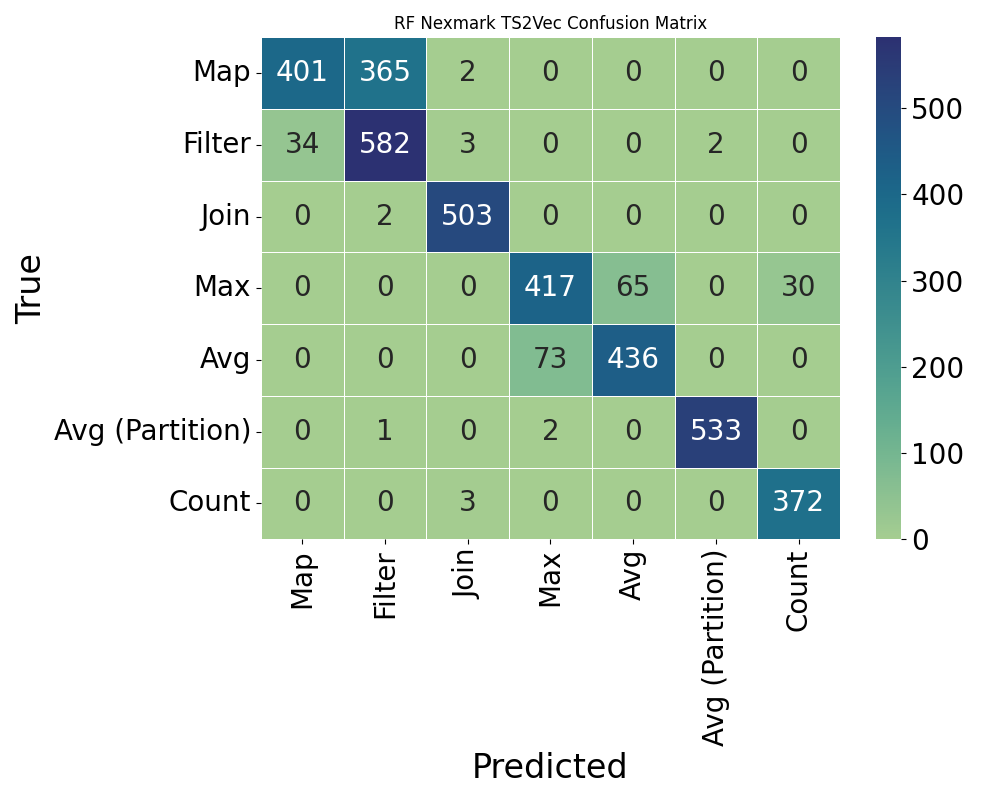 RF Nexmark TS2Vec Confusion Matrix
Map 401 365 2 0 0 0 0
Filter 34 582 3 0 0 2 0
Join 0 2 503 0 0 0 0
Max 0 0 0 417 65 0 30
Avg 0 0 0 73 436 0 0
Avg (Partition) 0 1 0 2 0 533 0
Count 0 0 3 0 0 0 372
True
Map Filter Join Max Avg Avg (Partition) Count
Predicted
500
400
300
200
100
0